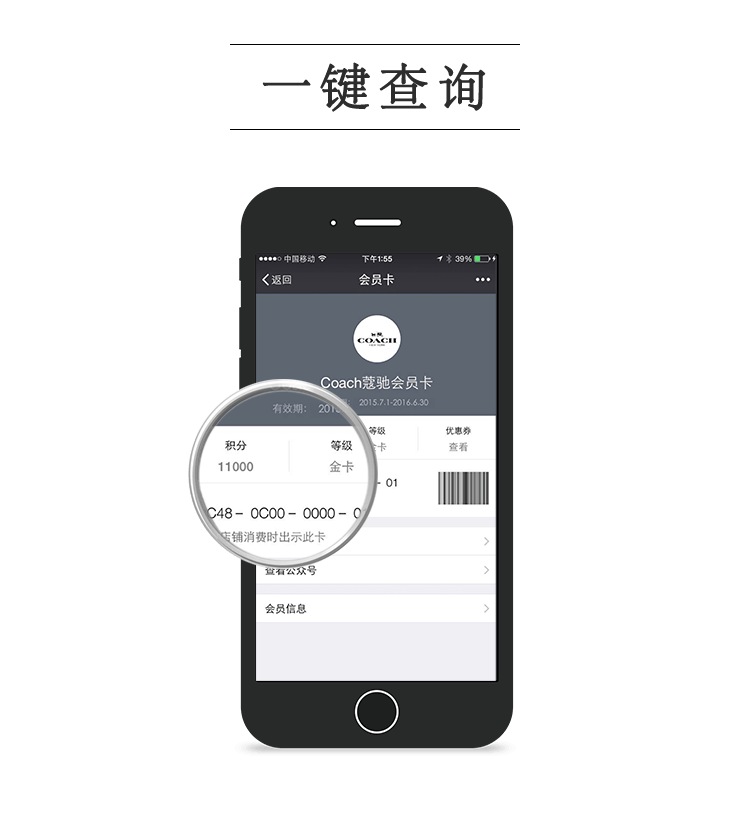 一键查询
中国移动 下午1:55 39%
返回 会员卡
COACH
Coach蔻驰会员卡
2015.7.1-2016.6.30
有效期: 201
等级 优惠券
金卡 查看
积分 等级
11000 金卡
- 01
C48 - 0C00 - 0000 - 0
店铺消费时出示此卡
查看公众号
会员信息